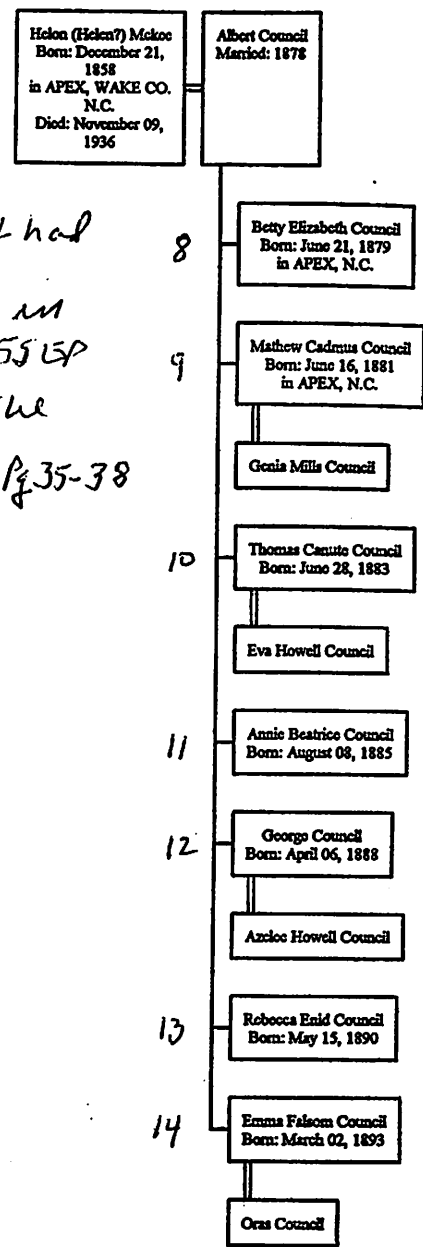 Helon (Helen?) Mckee
Born: December 21,
1858
in APEX, WAKE CO.
N.C.
Died: November 09,
1936
Albert Council
Married: 1878
had
in
Pg 35-38
8
Betty Elizabeth Council
Born: June 21, 1879
in APEX, N.C.
9
Mathew Cadmus Council
Born: June 16, 1881
in APEX, N.C.
Genia Mills Council
10
Thomas Canute Council
Born: June 28, 1883
Eva Howell Council
11
Annie Beatrice Council
Born: August 08, 1885
12
George Council
Born: April 06, 1888
Azelee Howell Council
13
Rebecca Enid Council
Born: May 15, 1890
14
Emma Falsom Council
Born: March 02, 1893
Oras Council